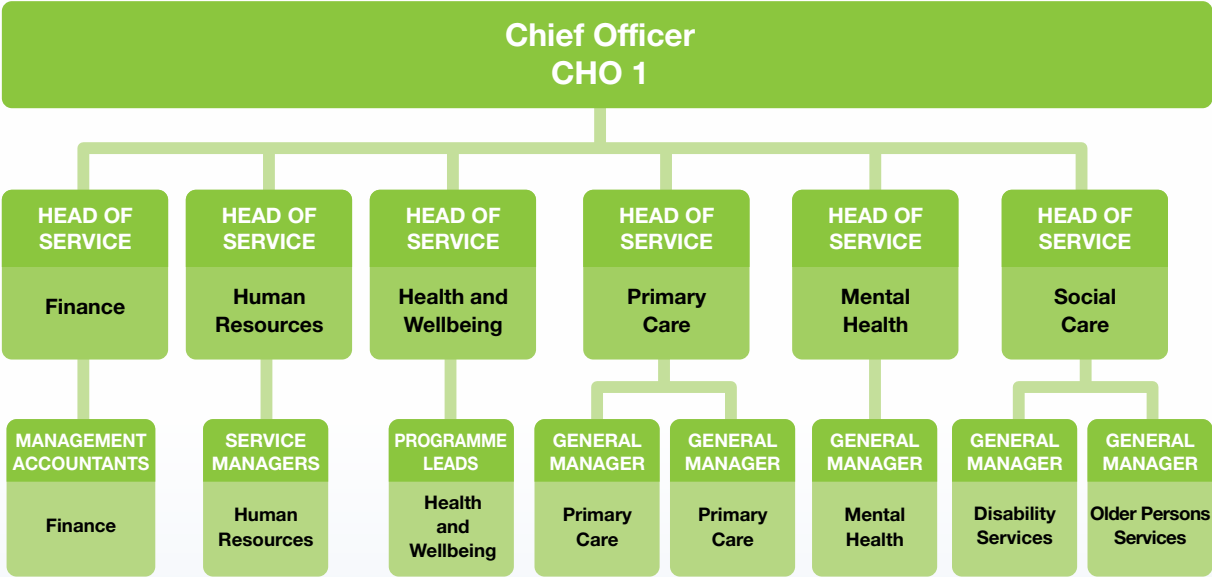 Chief Officer
CHO 1
HEAD OF
SERVICE
Finance
HEAD OF
SERVICE
Human
Resources
HEAD OF
SERVICE
Health and
Wellbeing
HEAD OF
SERVICE
Primary
Care
HEAD OF
SERVICE
Mental
Health
HEAD OF
SERVICE
Social
Care
MANAGEMENT
ACCOUNTANTS
Finance
SERVICE
MANAGERS
Human
Resources
PROGRAMME
LEADS
Health
and
Wellbeing
GENERAL
MANAGER
Primary
Care
GENERAL
MANAGER
Primary
Care
GENERAL
MANAGER
Mental
Health
GENERAL
MANAGER
Disability
Services
GENERAL
MANAGER
Older Persons
Services